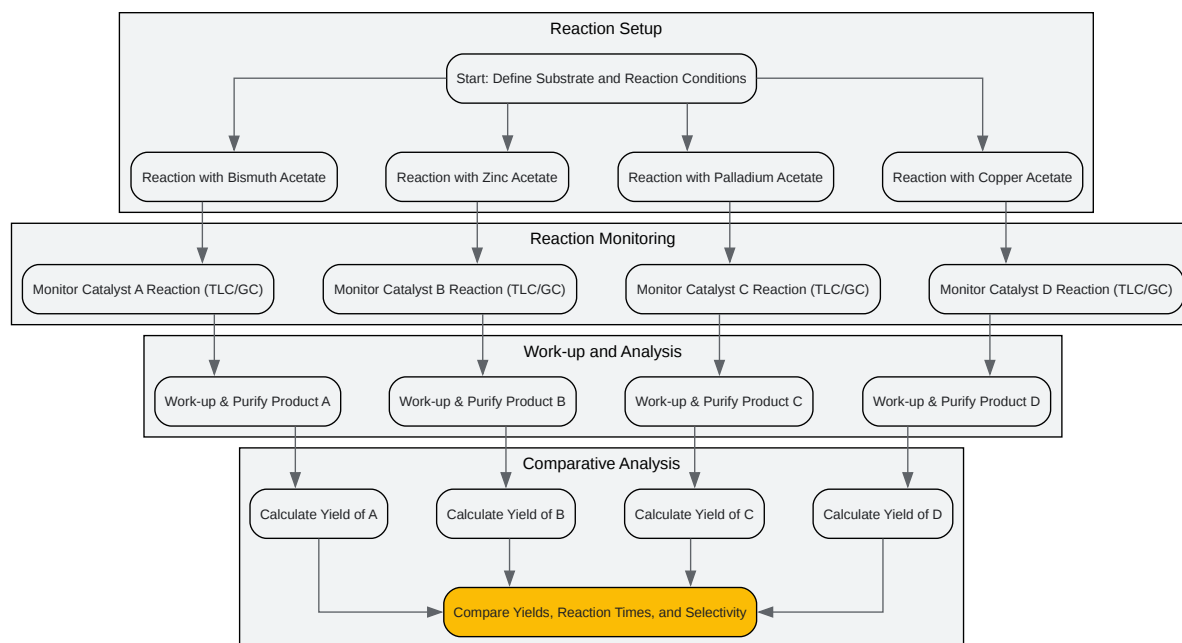 Reaction Setup
Start: Define Substrate and Reaction Conditions
Reaction with Bismuth Acetate
Reaction with Zinc Acetate
Reaction with Palladium Acetate
Reaction with Copper Acetate
Reaction Monitoring
Monitor Catalyst A Reaction (TLC/GC)
Monitor Catalyst B Reaction (TLC/GC)
Monitor Catalyst C Reaction (TLC/GC)
Monitor Catalyst D Reaction (TLC/GC)
Work-up and Analysis
Work-up & Purify Product A
Work-up & Purify Product B
Work-up & Purify Product C
Work-up & Purify Product D
Comparative Analysis
Calculate Yield of A
Calculate Yield of B
Calculate Yield of C
Calculate Yield of D
Compare Yields, Reaction Times, and Selectivity